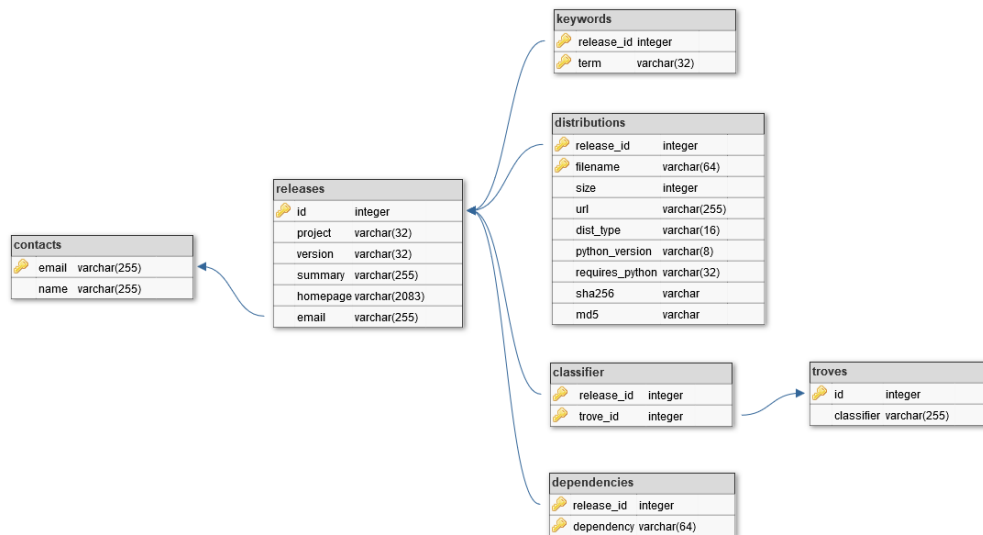 keywords
release_id integer
term varchar(32)
distributions
release_id integer
filename varchar(64)
size integer
url varchar(255)
dist_type varchar(16)
python_version varchar(8)
requires_python varchar(32)
sha256 varchar
md5 varchar
releases
id integer
project varchar(32)
version varchar(32)
summary varchar(255)
homepage varchar(2083)
email varchar(255)
contacts
email varchar(255)
name varchar(255)
classifier
release_id integer
trove_id integer
troves
id integer
classifier varchar(255)
dependencies
release_id integer
dependency varchar(64)